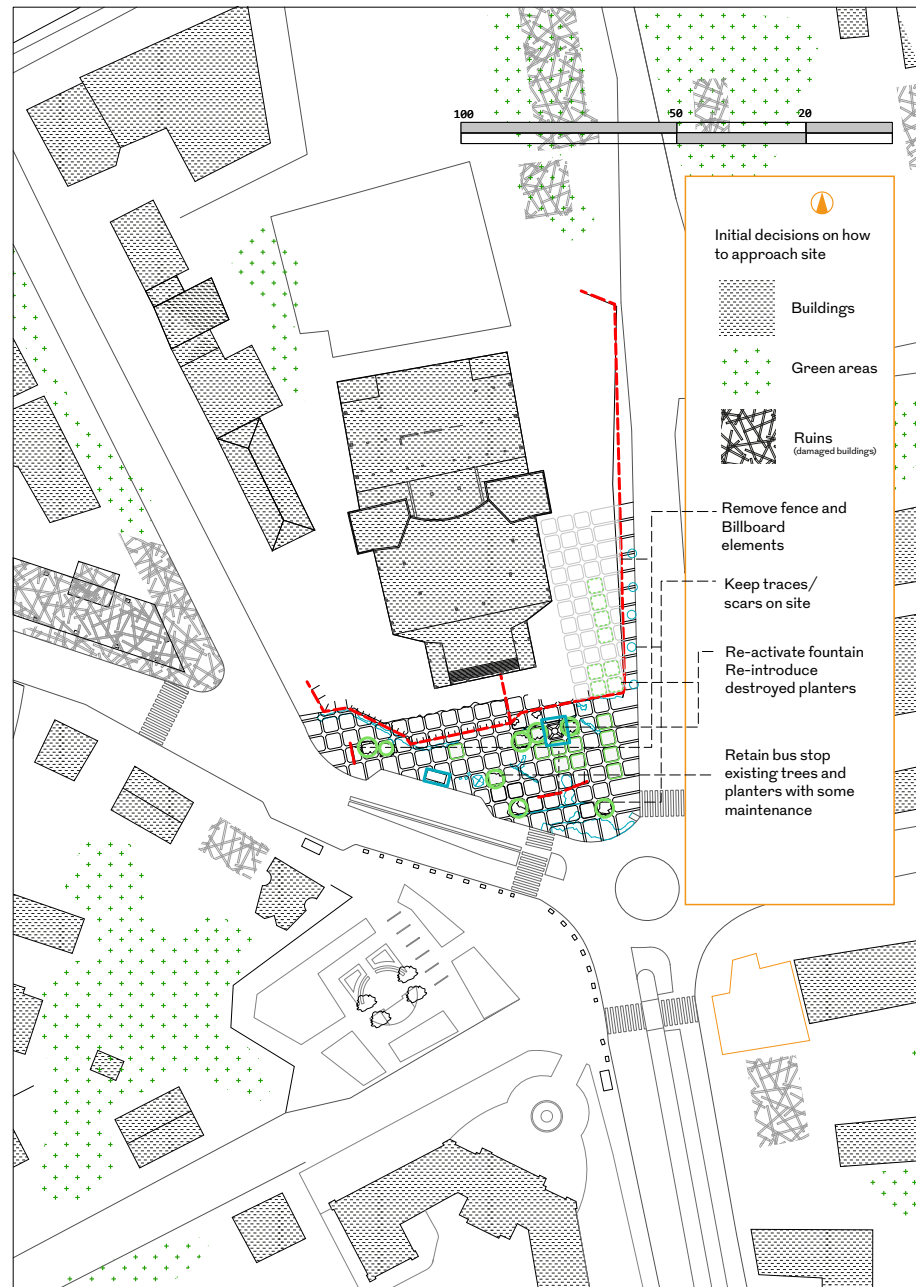 100 50 20
Initial decisions on how
to approach site
Buildings
Green areas
Ruins
(damaged buildings)
Remove fence and
Billboard
elements
Keep traces/
scars on site
Re-activate fountain
Re-introduce
destroyed planters
Retain bus stop
existing trees and
planters with some
maintenance